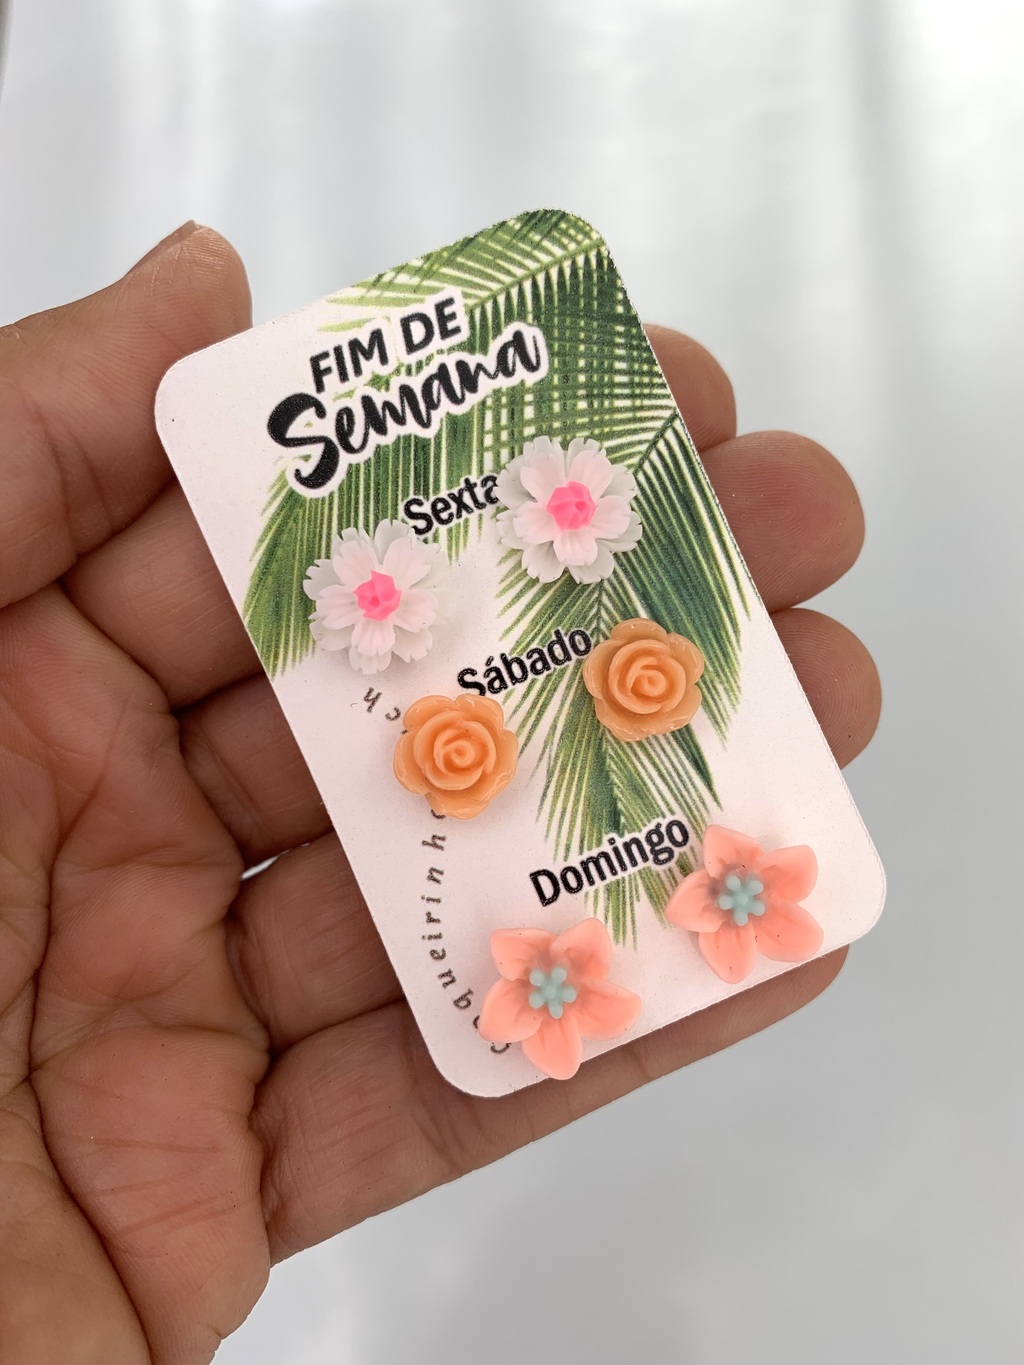 FIM DE
Semana
Sexta
Sábado
Domingo